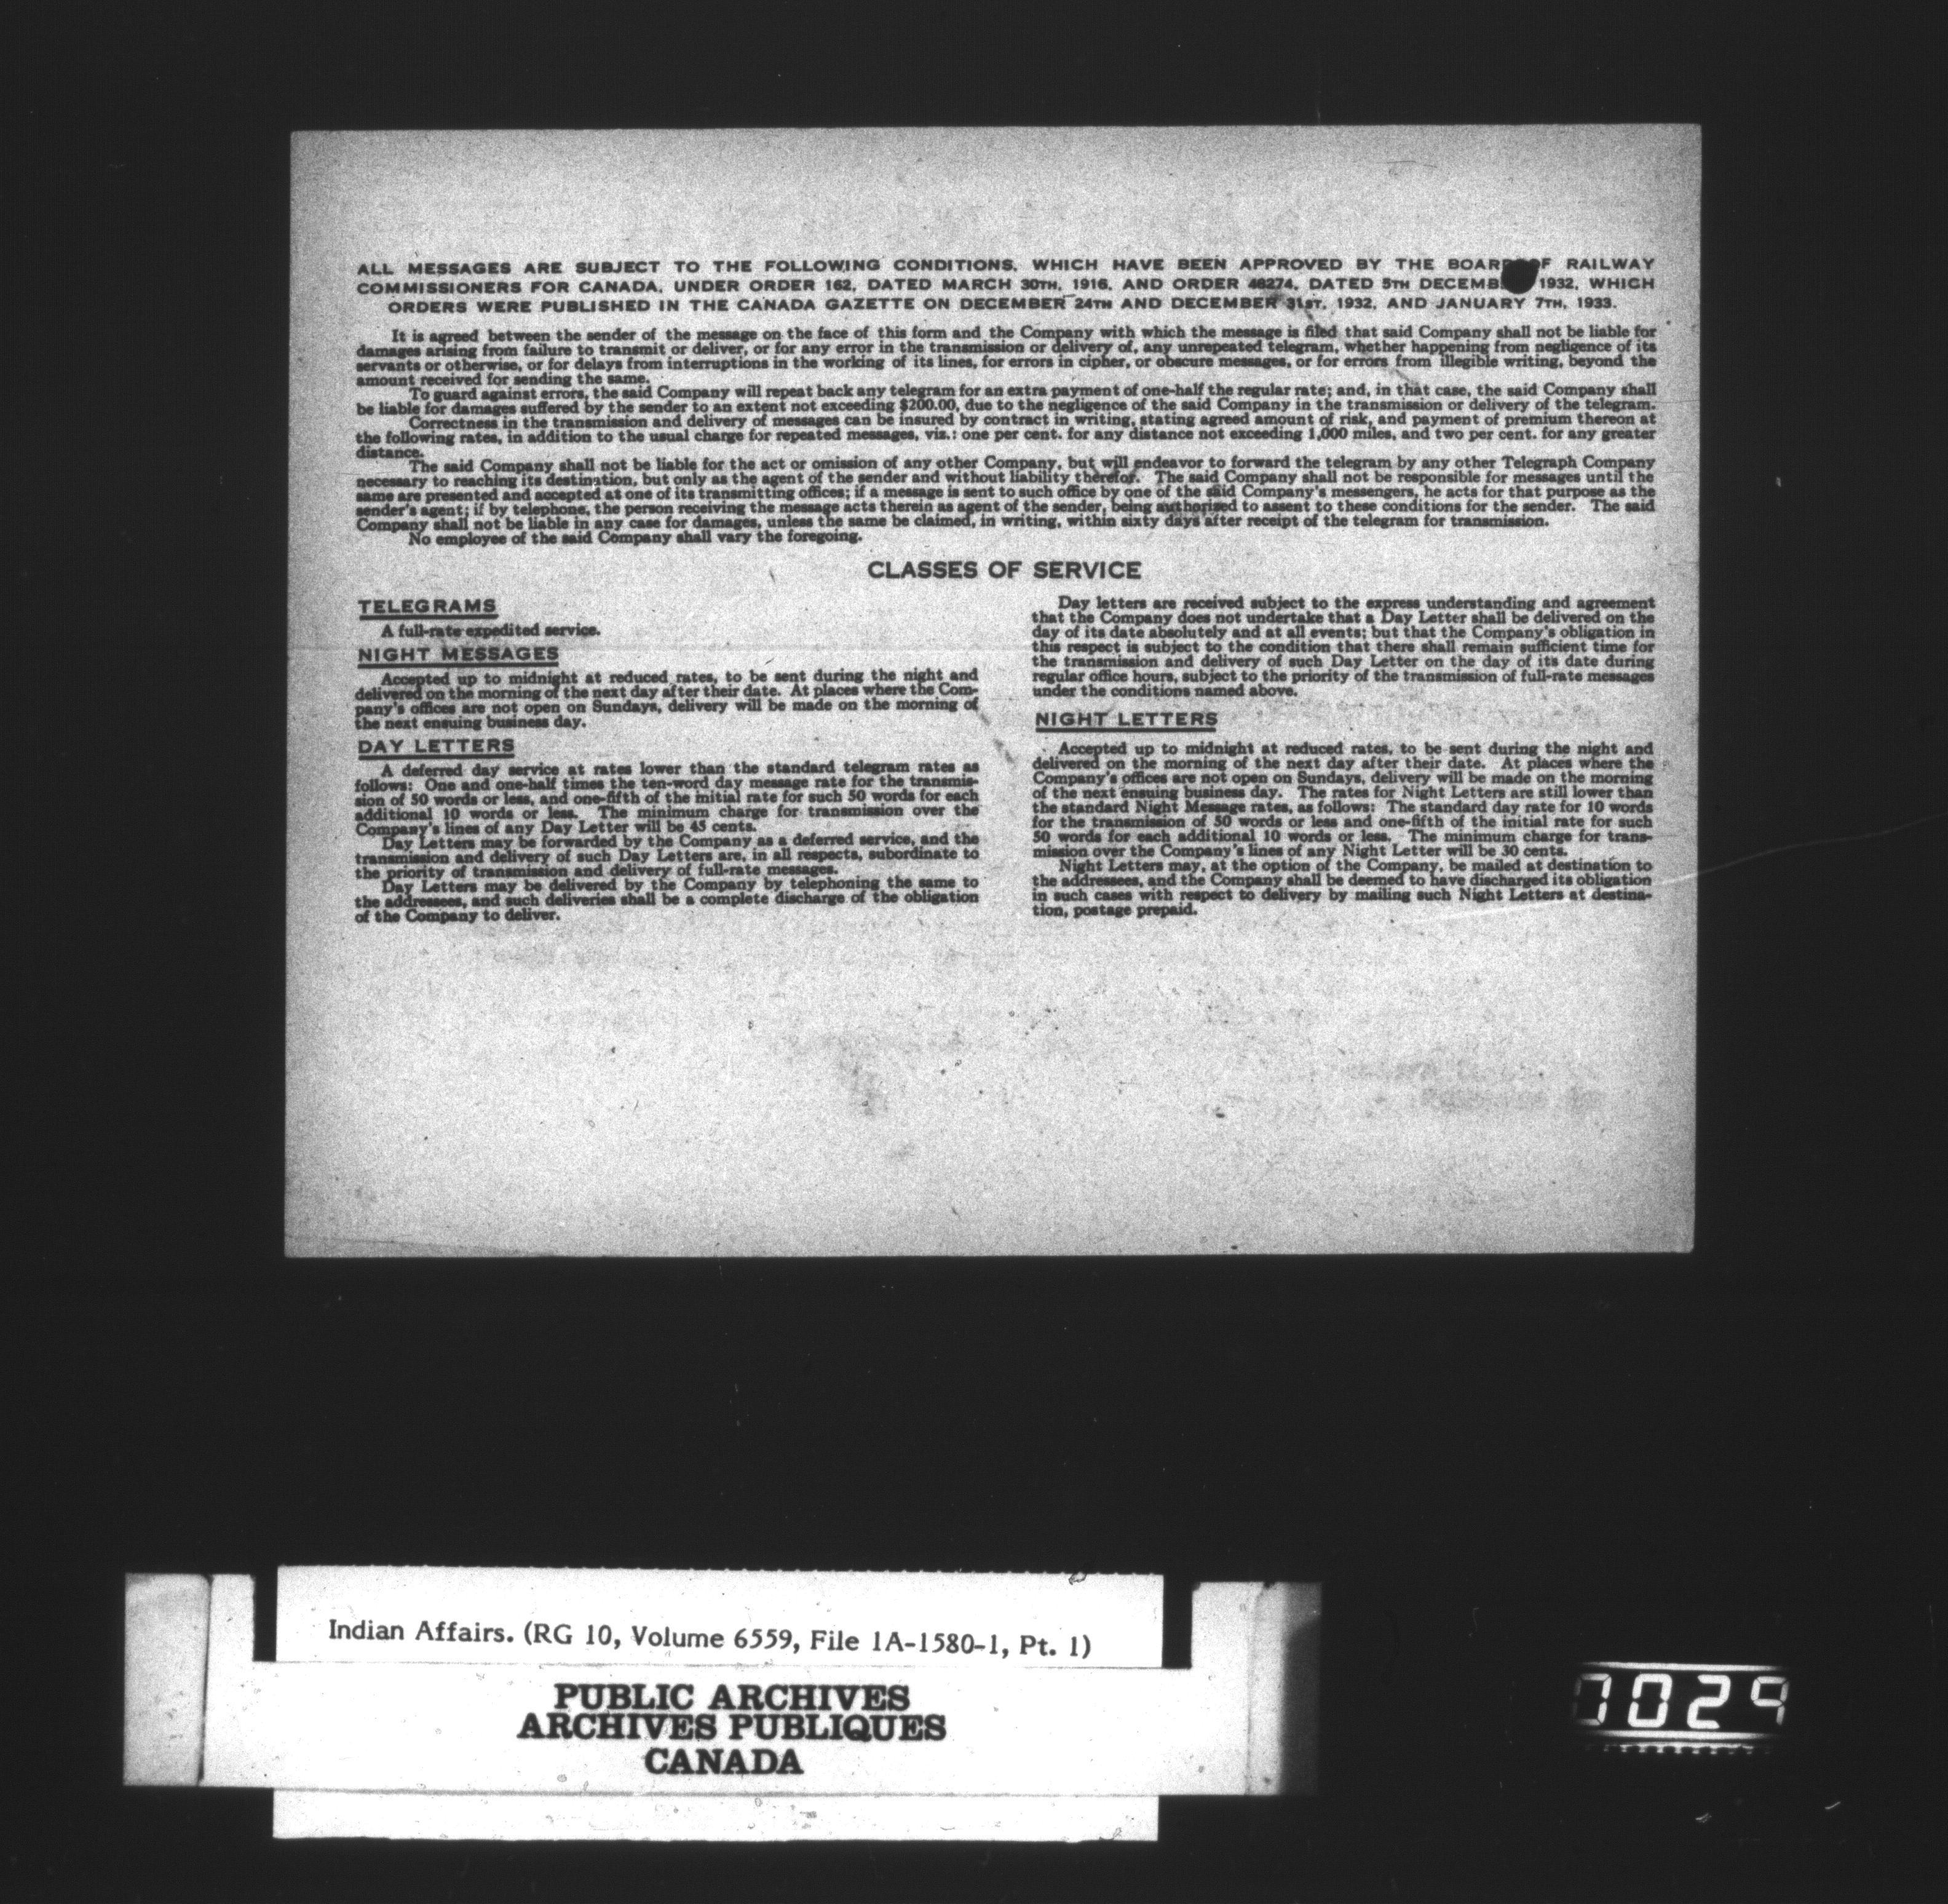 ALL MESSAGES ARE SUBJECT TO THE FOLLOWING CONDITIONS, WHICH HAVE BEEN APPROVED BY THE BOARD OF RAILWAY
COMMISSIONERS FOR CANADA, UNDER ORDER 162, DATED MARCH 30TH, 1916, AND ORDER 46274, DATED 5TH DECEMB 1932, WHICH
ORDERS WERE PUBLISHED IN THE CANADA GAZETTE ON DECEMBER 24TH AND DECEMBER 31ST, 1932, AND JANUARY 7TH, 1933.
It is agreed between the sender of the message on the face of this form and the Company with which the message is filed that said Company shall not be liable for
damages arising from failure to transmit or deliver, or for any error in the transmission or delivery of, any unrepeated telegram, whether happening from negligence of its
servants or otherwise, or for delays from interruptions in the working of its lines, for errors in cipher, or obscure messages, or for errors from illegible writing, beyond the
amount received for sending the same.
To guard against errors, the said Company will repeat back any telegram for an extra payment of one-half the regular rate; and, in that case, the said Company shall
be liable for damages suffered by the sender to an extent not exceeding $200.00, due to the negligence of the said Company in the transmission or delivery of the telegram.
Correctness in the transmission and delivery of messages can be insured by contract in writing, stating agreed amount of risk, and payment of premium thereon at
the following rates, in addition to the usual charge for repeated messages, viz.: one per cent. for any distance not exceeding 1,000 miles, and two per cent. for any greater
distance.
The said Company shall not be liable for the act or omission of any other Company, but will endeavor to forward the telegram by any other Telegraph Company
necessary to reaching its destination, but only as the agent of the sender and without liability therefor. The said Company shall not be responsible for messages until the
same are presented and accepted at one of its transmitting offices; if a message is sent to such office by one of the said Company's messengers, he acts for that purpose as the
sender's agent; if by telephone, the person receiving the message acts therein as agent of the sender, being authorised to assent to these conditions for the sender. The said
Company shall not be liable in any case for damages, unless the same be claimed, in writing, within sixty days after receipt of the telegram for transmission.
No employee of the said Company shall vary the foregoing.
CLASSES OF SERVICE
TELEGRAMS
A full-rate expedited service.
NIGHT MESSAGES
Accepted up to midnight at reduced rates, to be sent during the night and
delivered on the morning of the next day after their date. At places where the Com-
pany's offices are not open on Sundays, delivery will be made on the morning of
the next ensuing business day.
DAY LETTERS
A deferred day service at rates lower than the standard telegram rates as
follows: One and one-half times the ten-word day message rate for the transmis-
sion of 50 words or less, and one-fifth of the initial rate for such 50 words for each
additional 10 words or less. The minimum charge for transmission over the
Company's lines of any Day Letter will be 45 cents.
Day Letters may be forwarded by the Company as a deferred service, and the
transmission and delivery of such Day Letters are, in all respects, subordinate to
the priority of transmission and delivery of full-rate messages.
Day Letters may be delivered by the Company by telephoning the same to
the addressees, and such deliveries shall be a complete discharge of the obligation
of the Company to deliver.
Day letters are received subject to the express understanding and agreement
that the Company does not undertake that a Day Letter shall be delivered on the
day of its date absolutely and at all events; but that the Company's obligation in
this respect is subject to the condition that there shall remain sufficient time for
the transmission and delivery of such Day Letter on the day of its date during
regular office hours, subject to the priority of the transmission of full-rate messages
under the conditions named above.
NIGHT LETTERS
Accepted up to midnight at reduced rates, to be sent during the night and
delivered on the morning of the next day after their date. At places where the
Company's offices are not open on Sundays, delivery will be made on the morning
of the next ensuing business day. The rates for Night Letters are still lower than
the standard Night Message rates, as follows: The standard day rate for 10 words
for the transmission of 50 words or less and one-fifth of the initial rate for such
50 words for each additional 10 words or less. The minimum charge for trans-
mission over the Company's lines of any Night Letter will be 30 cents.
Night Letters may, at the option of the Company, be mailed at destination to
the addressees, and the Company shall be deemed to have discharged its obligation
in such cases with respect to delivery by mailing such Night Letters at destina-
tion, postage prepaid.
Indian Affairs. (RG 10, Volume 6559, File 1A-1580-1, Pt. 1)
PUBLIC ARCHIVES
ARCHIVES PUBLIQUES
CANADA
0029